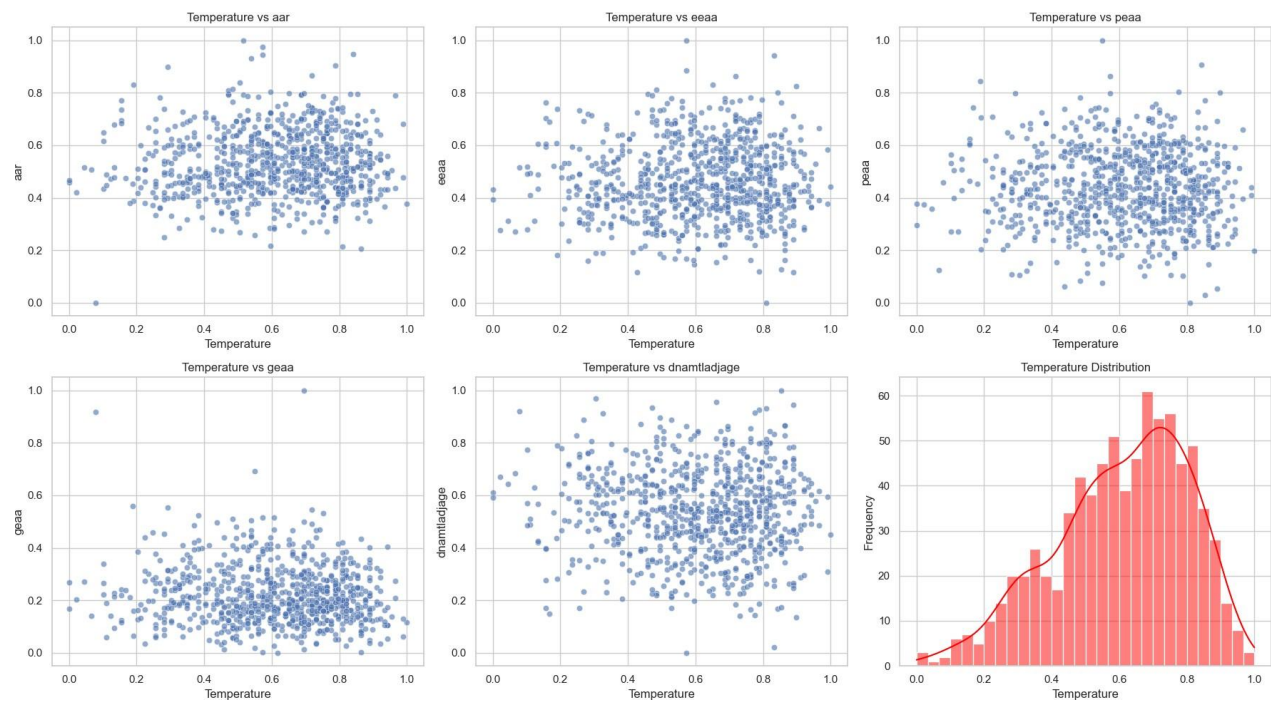 Temperature vs aar
Temperature vs eeaa
Temperature vs peaa
1.0
0.8
0.6
0.4
0.2
0.0
aar
0.0 0.2 0.4 0.6 0.8 1.0
Temperature
1.0
0.8
0.6
0.4
0.2
0.0
eeaa
0.0 0.2 0.4 0.6 0.8 1.0
Temperature
1.0
0.8
0.6
0.4
0.2
0.0
peaa
0.0 0.2 0.4 0.6 0.8 1.0
Temperature
Temperature vs geaa
Temperature vs dnamtladjage
Temperature Distribution
1.0
0.8
0.6
0.4
0.2
0.0
geaa
0.0 0.2 0.4 0.6 0.8 1.0
Temperature
1.0
0.8
0.6
0.4
0.2
0.0
dnamtladjage
0.0 0.2 0.4 0.6 0.8 1.0
Temperature
60
50
40
30
20
10
0
Frequency
0.0 0.2 0.4 0.6 0.8 1.0
Temperature